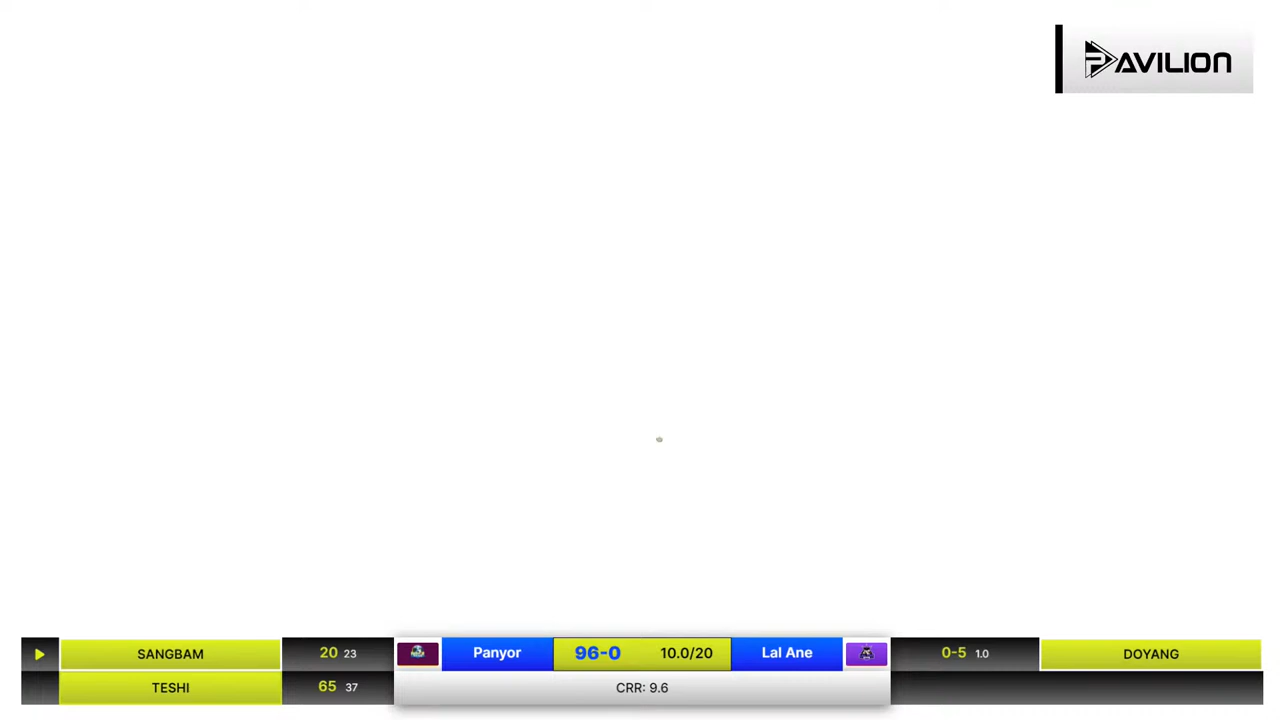 PAVILION
SANGBAM 20 23 Panyor 96-0 10.0/20 Lal Ane 0-5 1.0 DOYANG
TESHI 65 37 CRR: 9.6